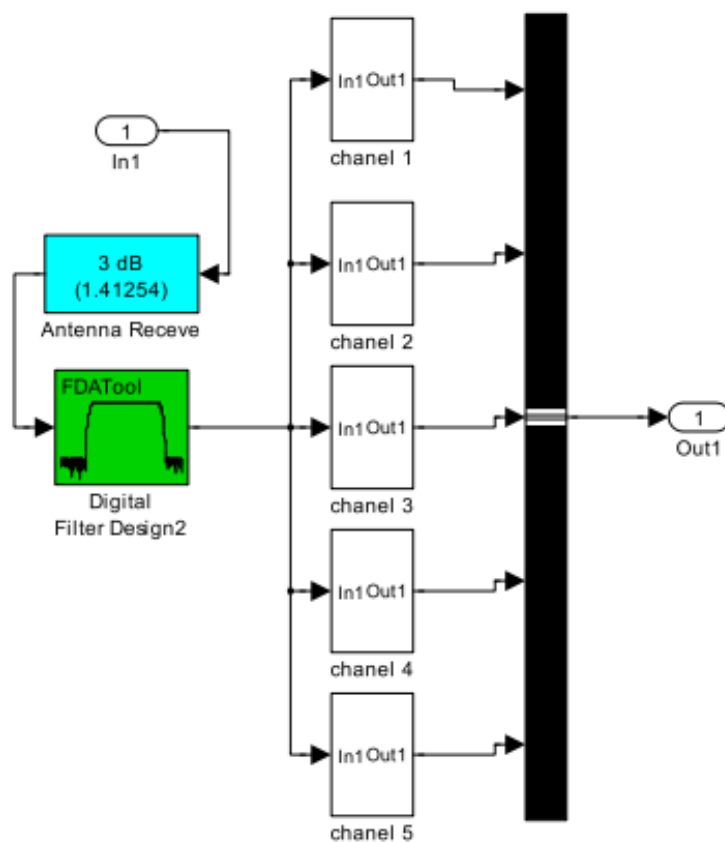 1
In1
3 dB
(1.41254)
Antenna Receve
FDATool
Digital
Filter Design2
In1 Out1
chanel 1
In1 Out1
chanel 2
In1 Out1
chanel 3
In1 Out1
chanel 4
In1 Out1
chanel 5
1
Out1